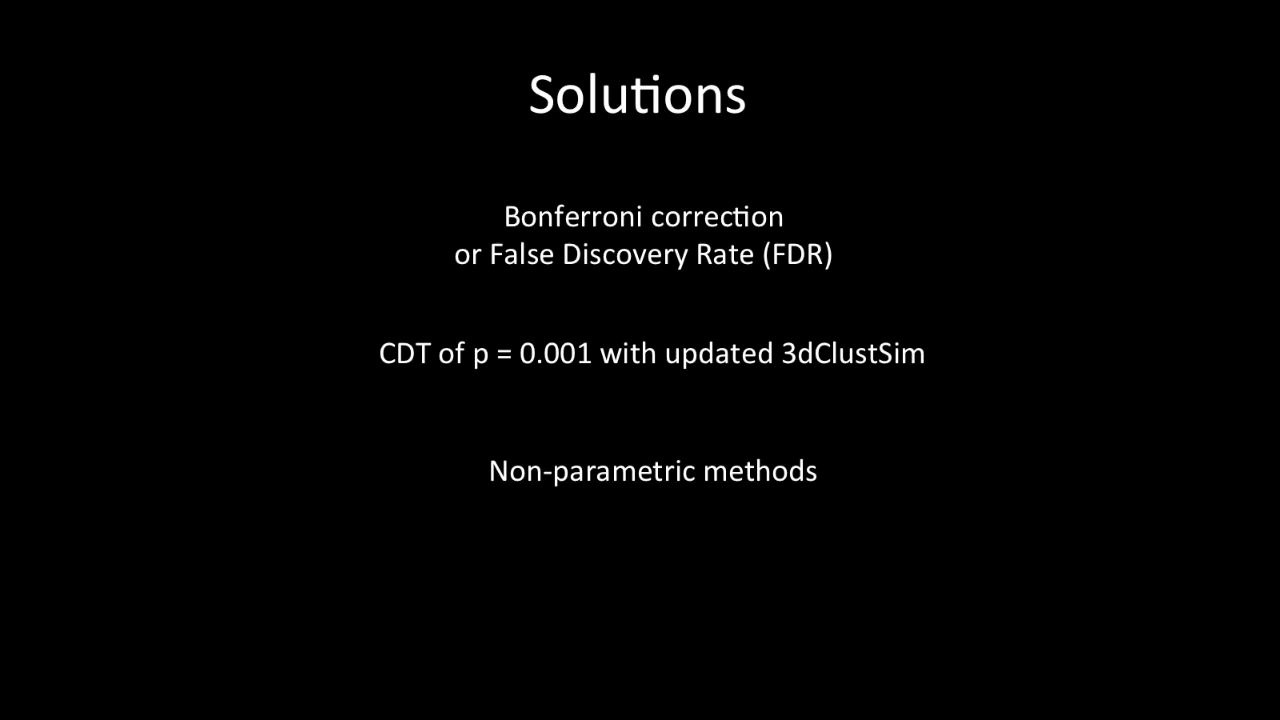 Solutions
Bonferroni correction
or False Discovery Rate (FDR)
CDT of p = 0.001 with updated 3dClustSim
Non-parametric methods